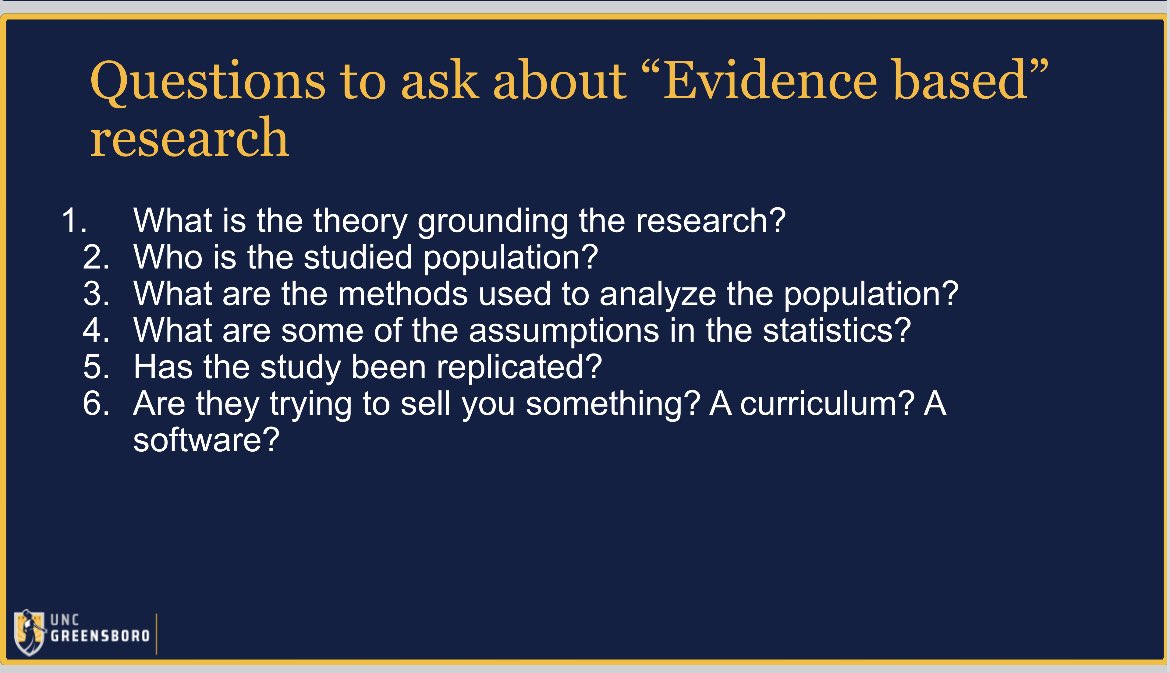 Questions to ask about “Evidence based”
research
1. What is the theory grounding the research?
2. Who is the studied population?
3. What are the methods used to analyze the population?
4. What are some of the assumptions in the statistics?
5. Has the study been replicated?
6. Are they trying to sell you something? A curriculum? A
software?
UNC
GREENSBORO